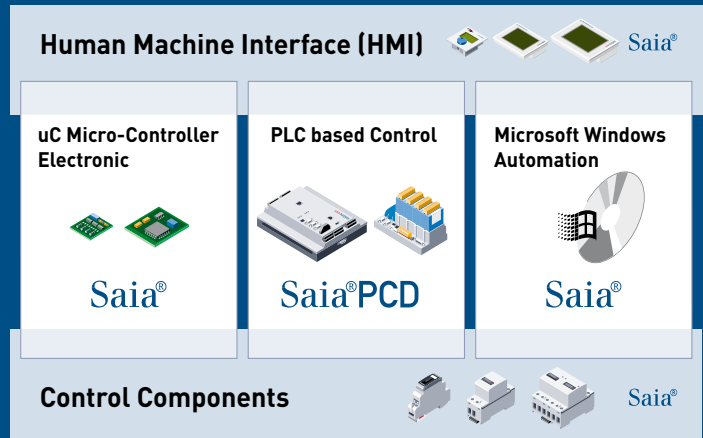 Human Machine Interface (HMI)
Saia®
uC Micro-Controller
Electronic
Saia®
PLC based Control
Saia®PCD
Microsoft Windows
Automation
Saia®
Control Components
Saia®